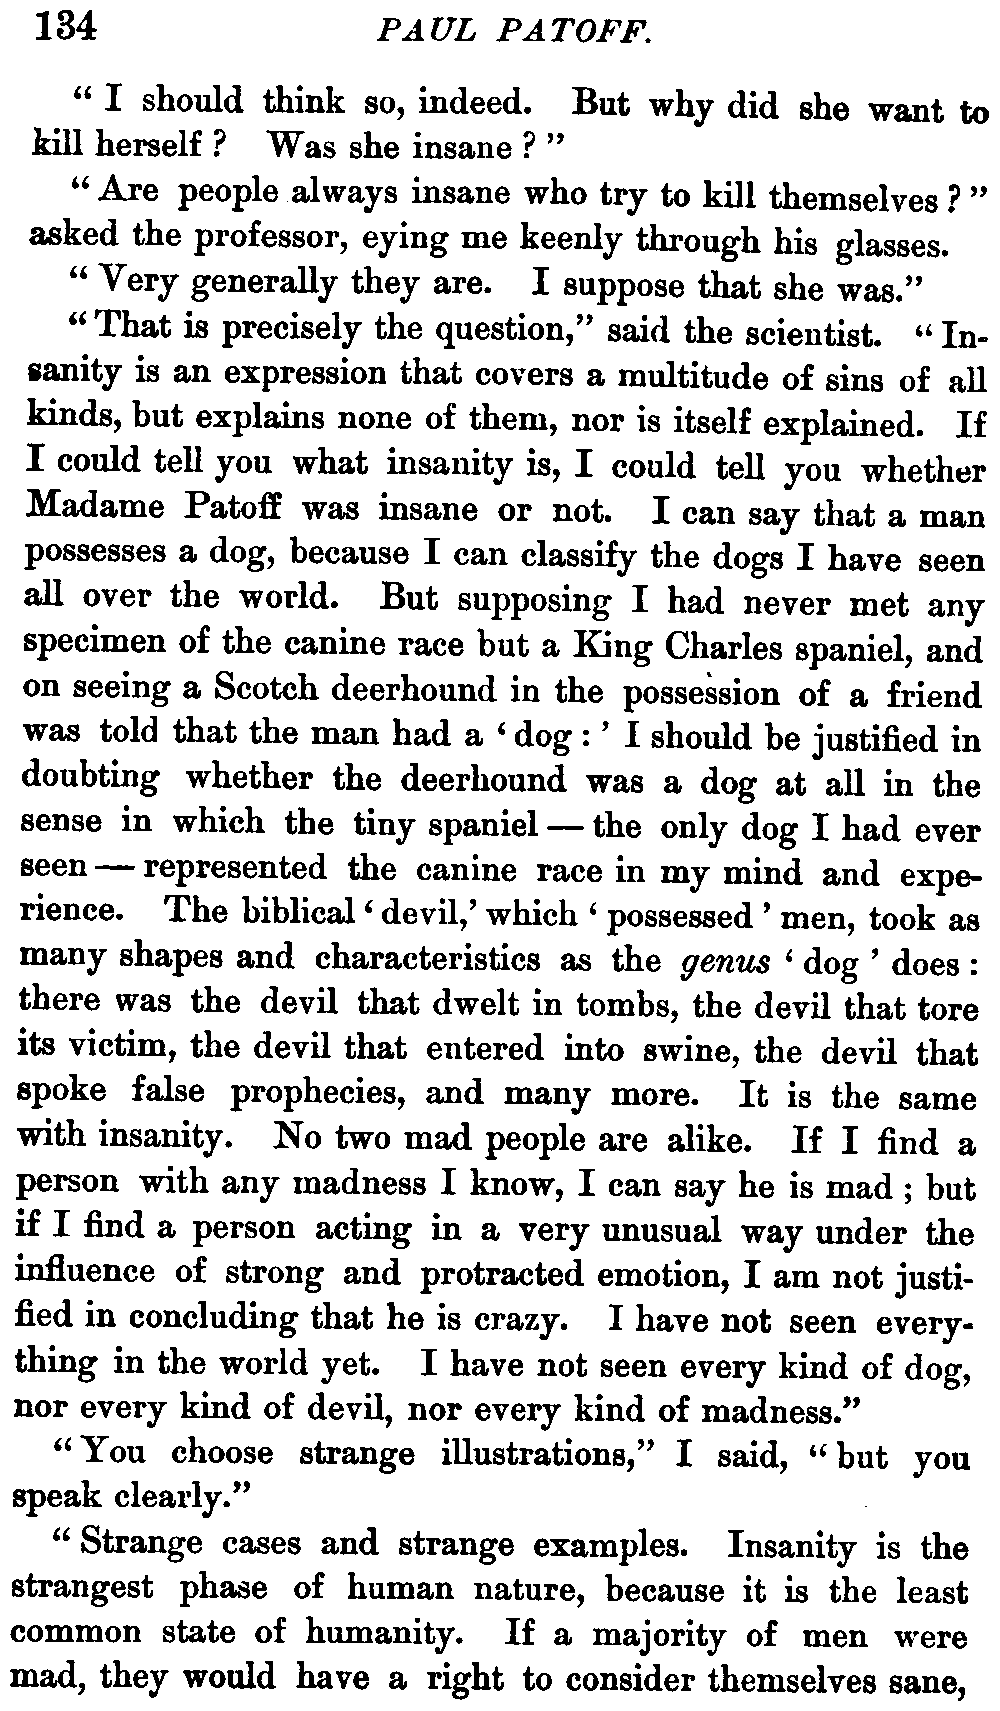 134 PAUL PATOFF.
“ I should think so, indeed. But why did she want to
kill herself ? Was she insane ? ”
“ Are people always insane who try to kill themselves ? ”
asked the professor, eying me keenly through his glasses.
“ Very generally they are. I suppose that she was.”
“ That is precisely the question,” said the scientist. “ In-
sanity is an expression that covers a multitude of sins of all
kinds, but explains none of them, nor is itself explained. If
I could tell you what insanity is, I could tell you whether
Madame Patoff was insane or not. I can say that a man
possesses a dog, because I can classify the dogs I have seen
all over the world. But supposing I had never met any
specimen of the canine race but a King Charles spaniel, and
on seeing a Scotch deerhound in the possession of a friend
was told that the man had a ‘ dog : ’ I should be justified in
doubting whether the deerhound was a dog at all in the
sense in which the tiny spaniel — the only dog I had ever
seen — represented the canine race in my mind and expe-
rience. The biblical ‘ devil,’ which ‘ possessed ’ men, took as
many shapes and characteristics as the genus ‘ dog ’ does :
there was the devil that dwelt in tombs, the devil that tore
its victim, the devil that entered into swine, the devil that
spoke false prophecies, and many more. It is the same
with insanity. No two mad people are alike. If I find a
person with any madness I know, I can say he is mad ; but
if I find a person acting in a very unusual way under the
influence of strong and protracted emotion, I am not justi-
fied in concluding that he is crazy. I have not seen every-
thing in the world yet. I have not seen every kind of dog,
nor every kind of devil, nor every kind of madness.”
“ You choose strange illustrations,” I said, “ but you
speak clearly.”
“ Strange cases and strange examples. Insanity is the
strangest phase of human nature, because it is the least
common state of humanity. If a majority of men were
mad, they would have a right to consider themselves sane,